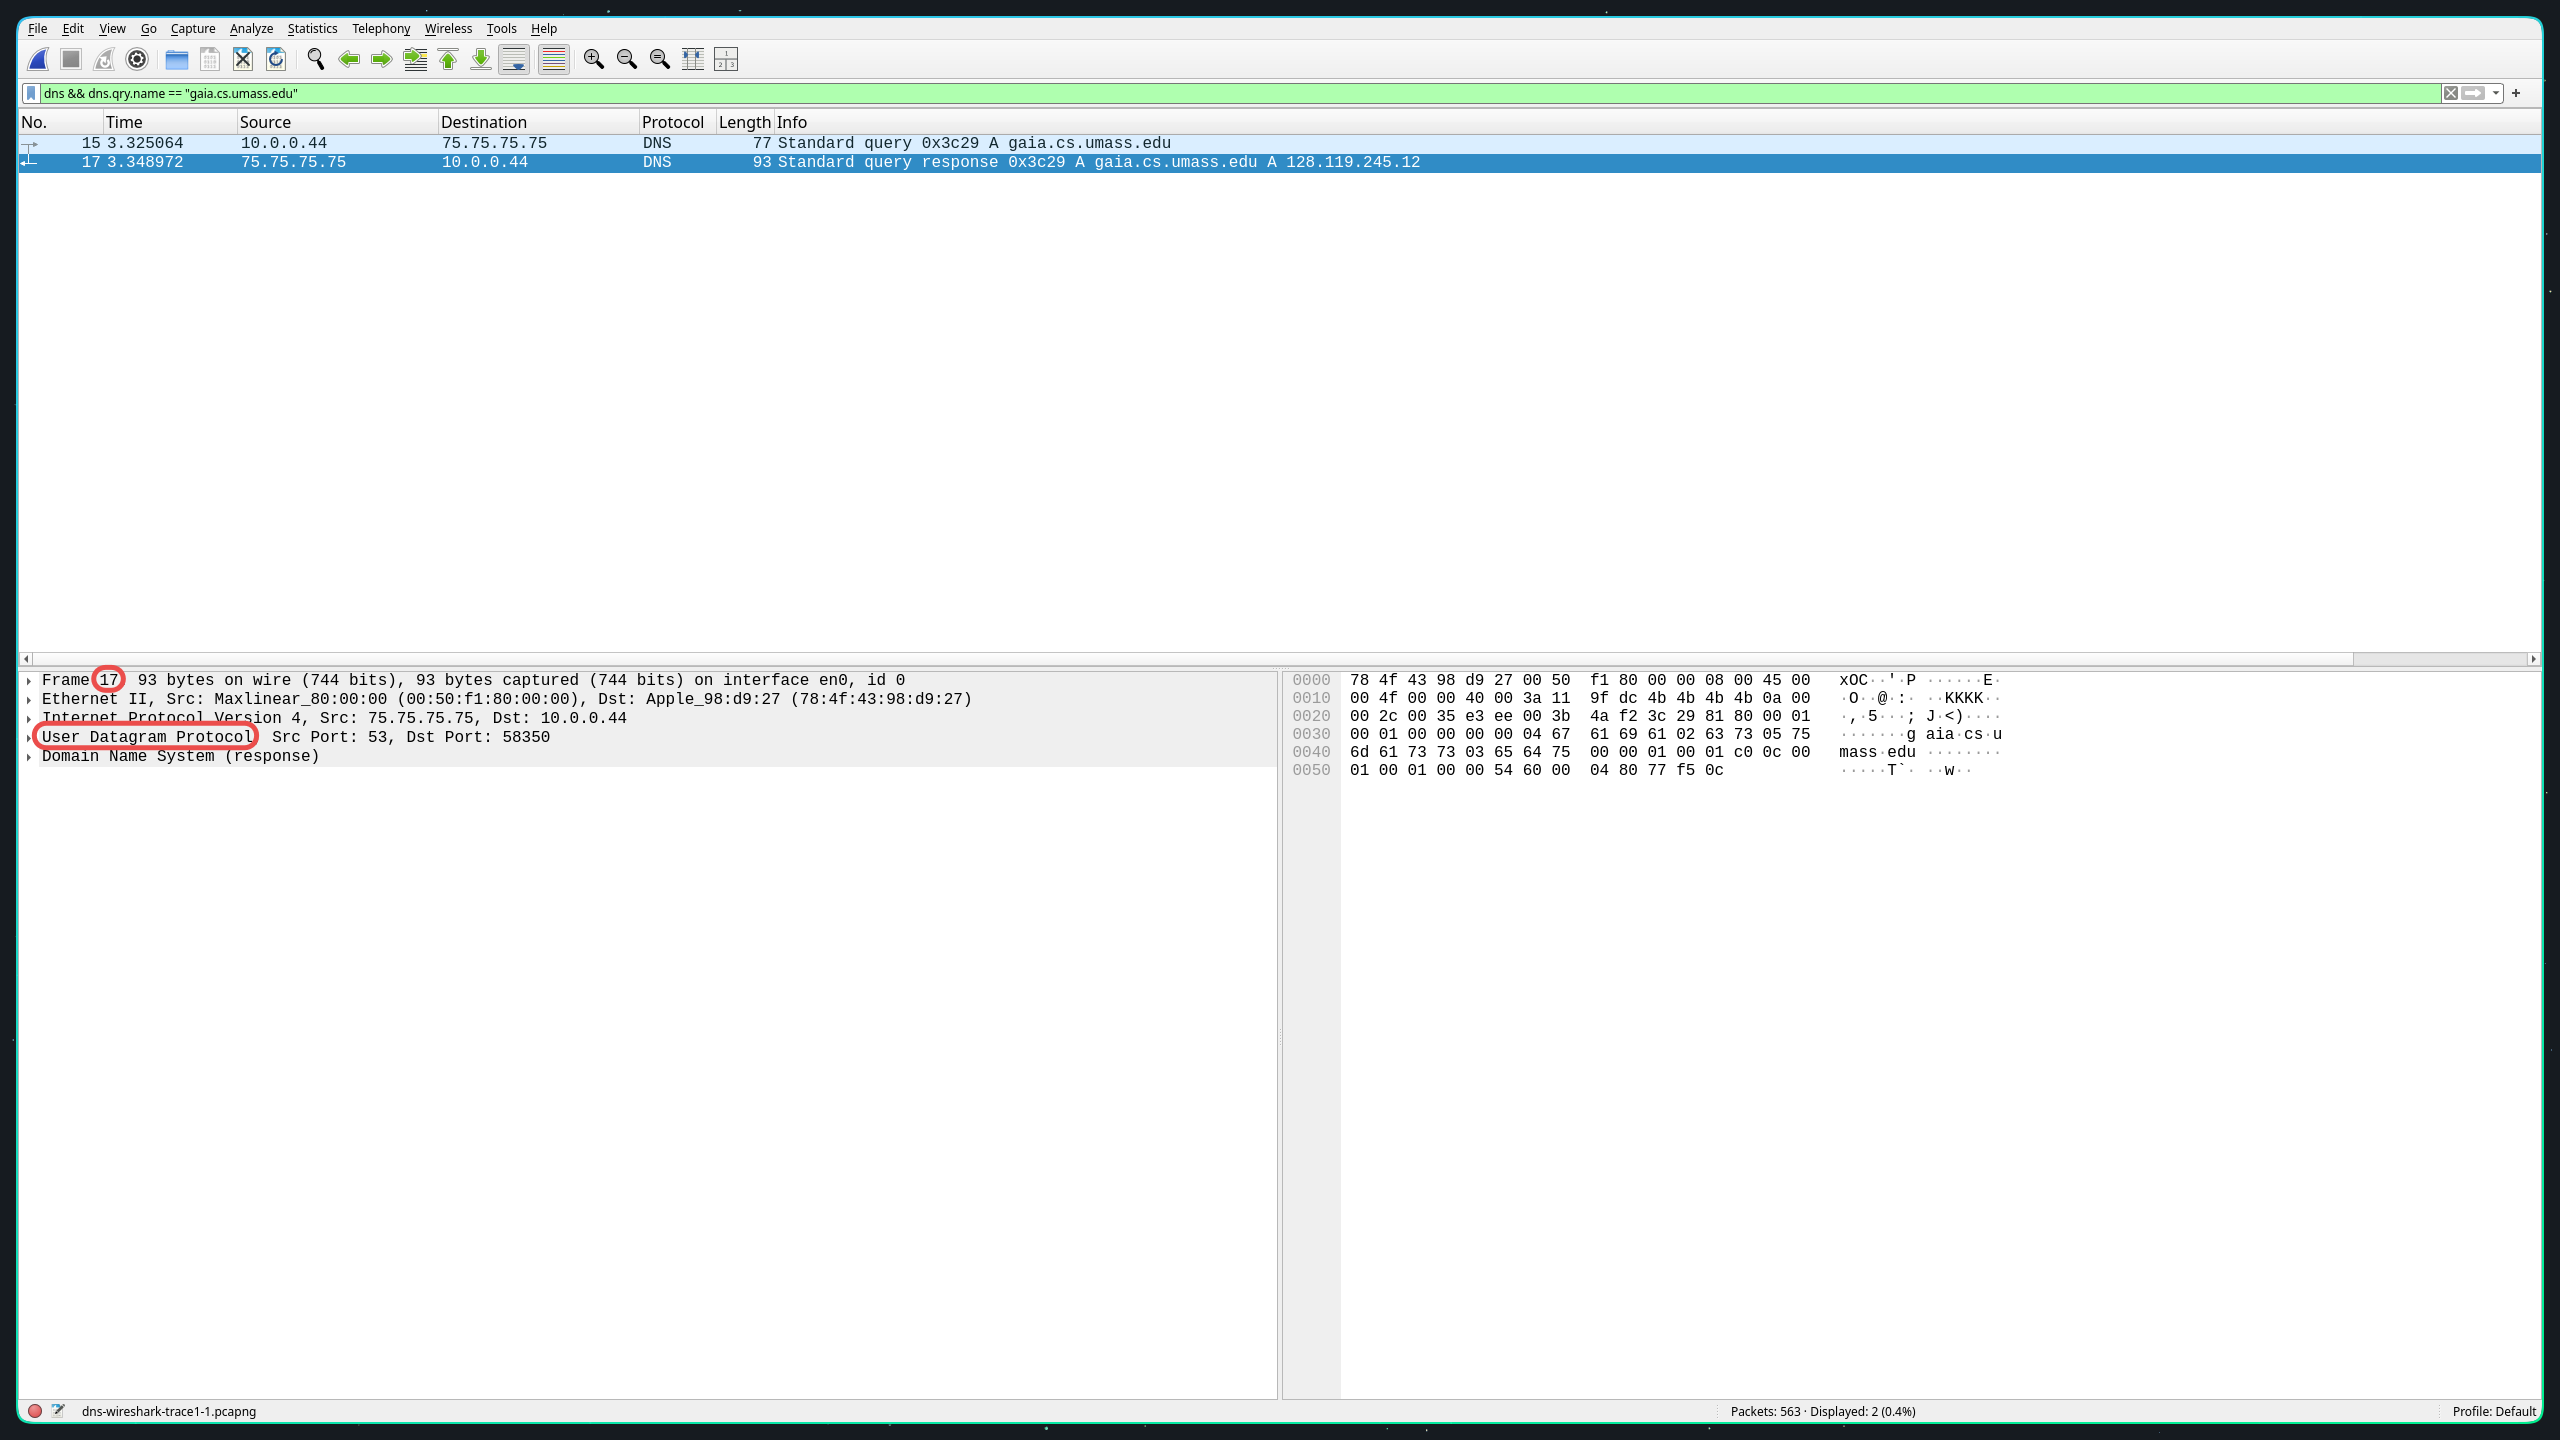 File Edit View Go Capture Analyze Statistics Telephony Wireless Tools Help
dns && dns.qry.name == "gaia.cs.umass.edu"
No. Time Source Destination Protocol Length Info
15 3.325064 10.0.0.44 75.75.75.75 DNS 77 Standard query 0x3c29 A gaia.cs.umass.edu
17 3.348972 75.75.75.75 10.0.0.44 DNS 93 Standard query response 0x3c29 A gaia.cs.umass.edu A 128.119.245.12
Frame 17 93 bytes on wire (744 bits), 93 bytes captured (744 bits) on interface en0, id 0
Ethernet II, Src: Maxlinear_80:00:00 (00:50:f1:80:00:00), Dst: Apple_98:d9:27 (78:4f:43:98:d9:27)
Internet Protocol Version 4, Src: 75.75.75.75, Dst: 10.0.0.44
User Datagram Protocol Src Port: 53, Dst Port: 58350
Domain Name System (response)
0000 78 4f 43 98 d9 27 00 50 f1 80 00 00 08 00 45 00 xOC··'·P ······E·
0010 00 4f 00 00 40 00 3a 11 9f dc 4b 4b 4b 4b 0a 00 ·O··@·:· ··KKKK··
0020 00 2c 00 35 e3 ee 00 3b 4a f2 3c 29 81 80 00 01 ·,·5···; J·<)····
0030 00 01 00 00 00 00 04 67 61 69 61 02 63 73 05 75 ·······g aia·cs·u
0040 6d 61 73 73 03 65 64 75 00 00 01 00 01 c0 0c 00 mass·edu ········
0050 01 00 01 00 00 54 60 00 04 80 77 f5 0c ·····T`· ··w··
dns-wireshark-trace1-1.pcapng Packets: 563 · Displayed: 2 (0.4%) Profile: Default